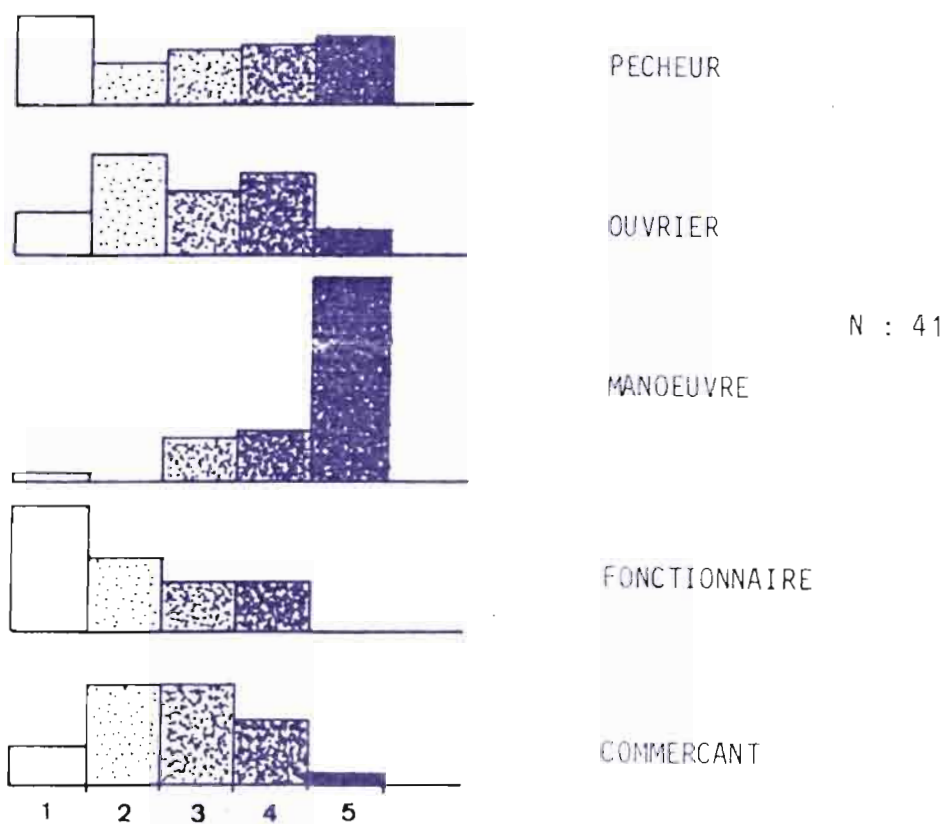 PECHEUR
OUVRIER
N : 41
MANOEUVRE
FONCTIONNAIRE
COMMERCANT
1 2 3 4 5